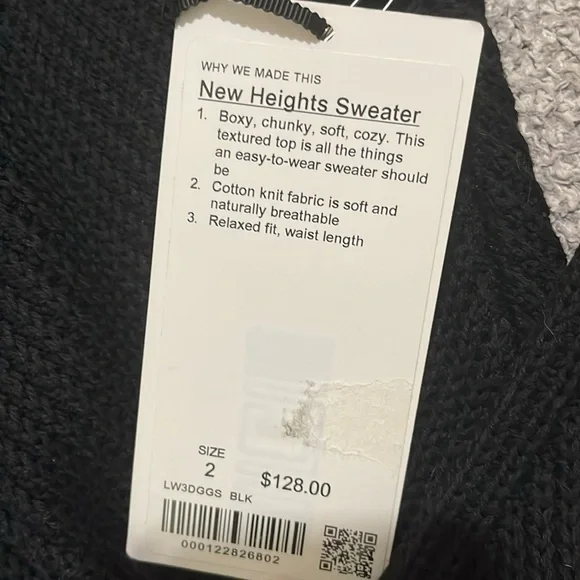 WHY WE MADE THIS
New Heights Sweater
1. Boxy, chunky, soft, cozy. This
textured top is all the things
an easy-to-wear sweater should
be
2. Cotton knit fabric is soft and
naturally breathable
3. Relaxed fit, waist length
SIZE
2
$128.00
LW3DGGS BLK
000122826802